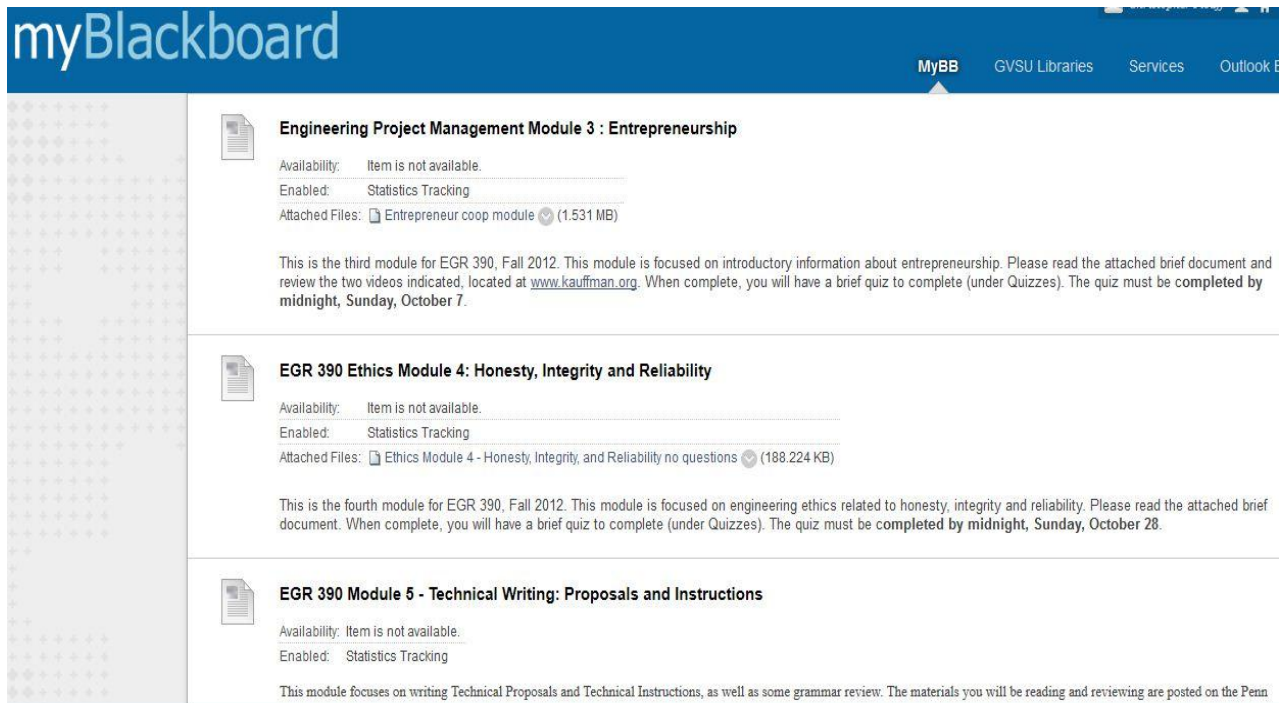 myBlackboard
MyBB GVSU Libraries Services Outlook
Engineering Project Management Module 3 : Entrepreneurship
Availability: Item is not available.
Enabled: Statistics Tracking
Attached Files: Entrepreneur coop module (1.531 MB)
This is the third module for EGR 390, Fall 2012. This module is focused on introductory information about entrepreneurship. Please read the attached brief document and
review the two videos indicated, located at www.kauffman.org. When complete, you will have a brief quiz to complete (under Quizzes). The quiz must be completed by
midnight, Sunday, October 7.
EGR 390 Ethics Module 4: Honesty, Integrity and Reliability
Availability: Item is not available.
Enabled: Statistics Tracking
Attached Files: Ethics Module 4 - Honesty, Integrity, and Reliability no questions (188.224 KB)
This is the fourth module for EGR 390, Fall 2012. This module is focused on engineering ethics related to honesty, integrity and reliability. Please read the attached brief
document. When complete, you will have a brief quiz to complete (under Quizzes). The quiz must be completed by midnight, Sunday, October 28.
EGR 390 Module 5 - Technical Writing: Proposals and Instructions
Availability: Item is not available.
Enabled: Statistics Tracking
This module focuses on writing Technical Proposals and Technical Instructions, as well as some grammar review. The materials you will be reading and reviewing are posted on the Penn